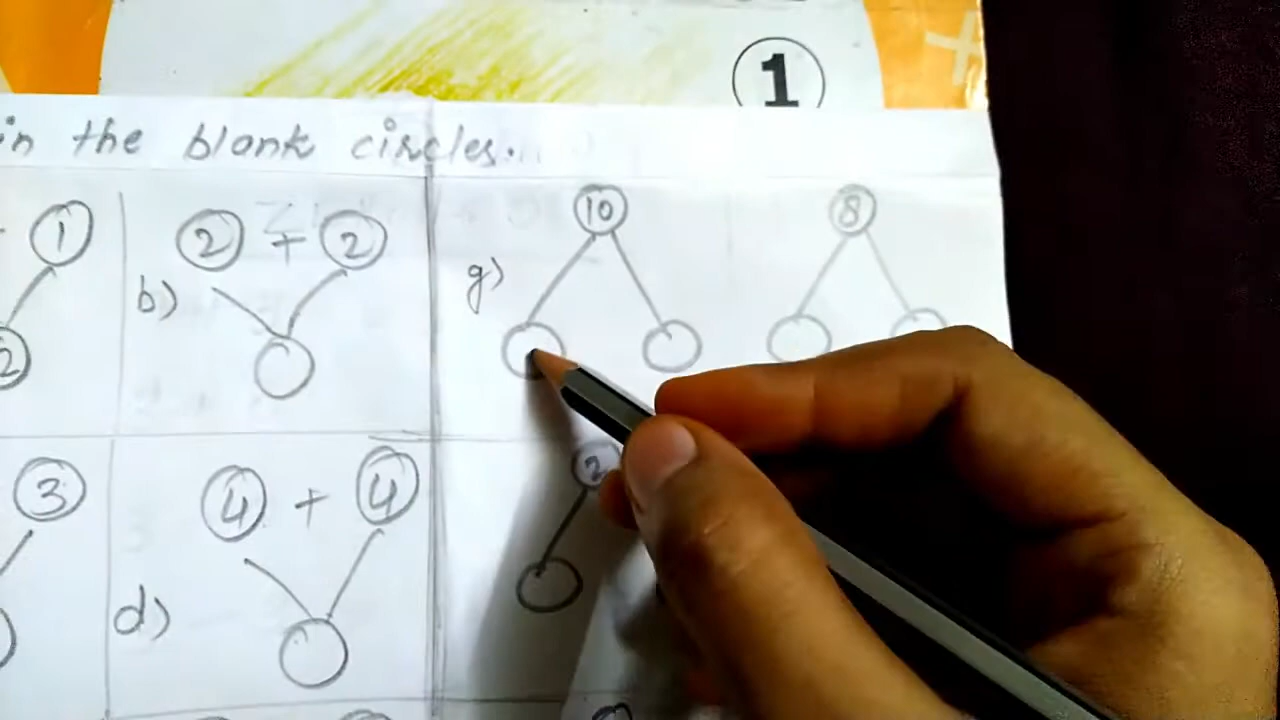 1
in the blank circles.
1
2 + 2
10
8
b)
g)
2
3
4 + 4
2
d)